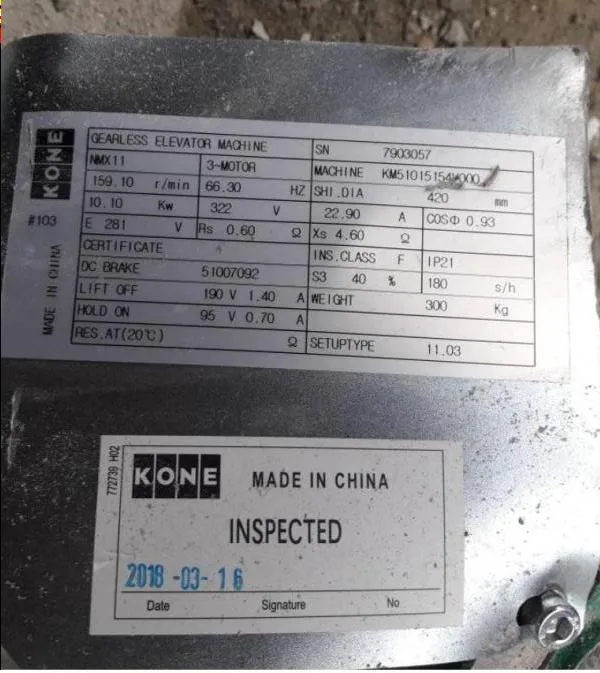 KONE
#103
MADE IN CHINA
GEARLESS ELEVATOR MACHINE SN 7903057
NMX11 3~MOTOR MACHINE KM51015154V000
159.10 r/min 66.30 HZ SHI.DIA 420 mm
10.10 Kw 322 V 22.90 A COSΦ 0.93
E 281 V Rs 0.60 Ω Xs 4.60 Ω
CERTIFICATE INS.CLASS F IP21
DC BRAKE 51007092 S3 40 % 180 s/h
LIFT OFF 190 V 1.40 A WEIGHT 300 Kg
HOLD ON 95 V 0.70 A
RES.AT(20℃) Ω SETUPTYPE 11.03
772739 H02
KONE MADE IN CHINA
INSPECTED
2018-03-16
Date Signature No